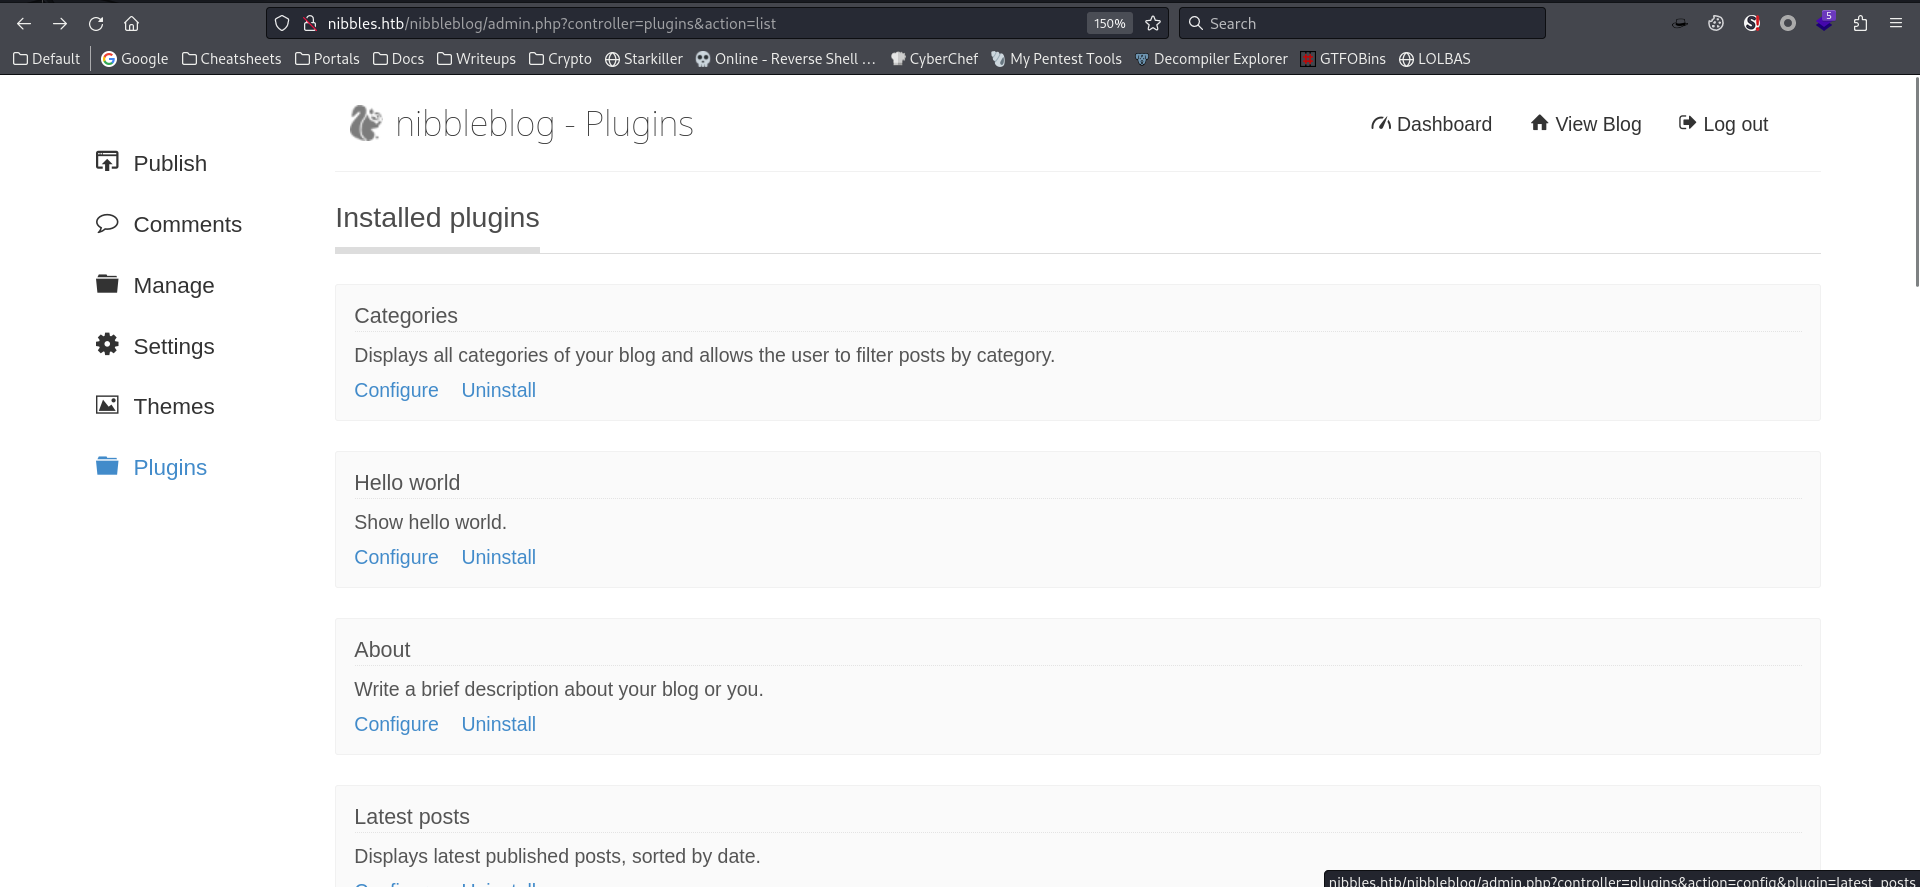 nibbles.htb/nibbleblog/admin.php?controller=plugins&action=list 150% Search 5
Default Google Cheatsheets Portals Docs Writeups Crypto Starkiller Online - Reverse Shell … CyberChef My Pentest Tools Decompiler Explorer GTFOBins LOLBAS
nibbleblog - Plugins
Dashboard View Blog Log out
Publish
Comments
Manage
Settings
Themes
Plugins
Installed plugins
Categories
Displays all categories of your blog and allows the user to filter posts by category.
Configure Uninstall
Hello world
Show hello world.
Configure Uninstall
About
Write a brief description about your blog or you.
Configure Uninstall
Latest posts
Displays latest published posts, sorted by date.
Configure Uninstall
nibbles.htb/nibbleblog/admin.php?controller=plugins&action=config&plugin=latest_posts